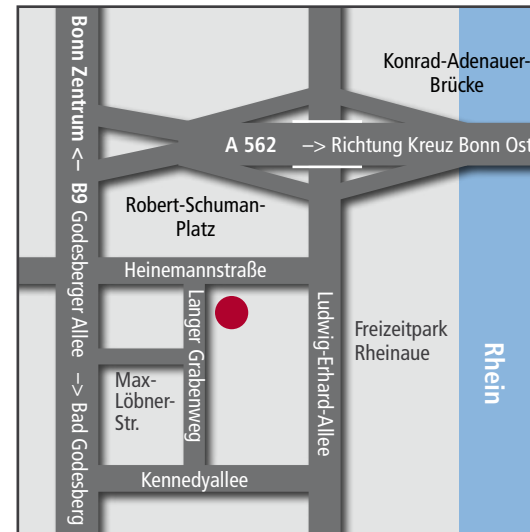 Konrad-Adenauer-
Brücke
A 562 –> Richtung Kreuz Bonn Ost
Bonn Zentrum <– B9 Godesberger Allee –> Bad Godesberg
Robert-Schuman-
Platz
Heinemannstraße
Langer Grabenweg
Ludwig-Erhard-Allee
Freizeitpark
Rheinaue
Rhein
Max-
Löbner-
Str.
Kennedyallee